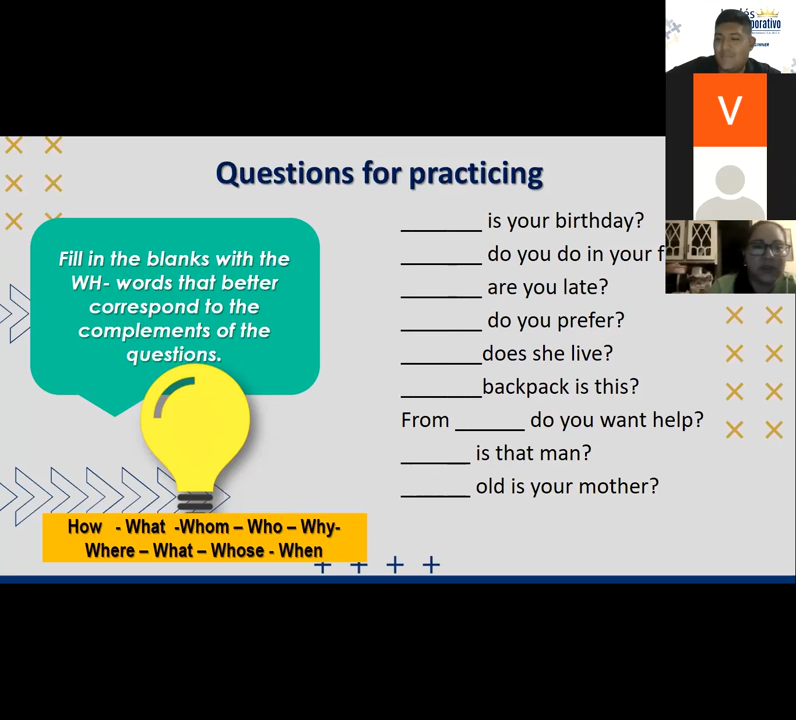 Questions for practicing
Fill in the blanks with the
WH- words that better
correspond to the
complements of the
questions.
_______ is your birthday?
_______ do you do in your f
_______ are you late?
_______ do you prefer?
_______does she live?
_______backpack is this?
From ______ do you want help?
______ is that man?
______ old is your mother?
How - What -Whom – Who – Why-
Where – What – Whose - When
V